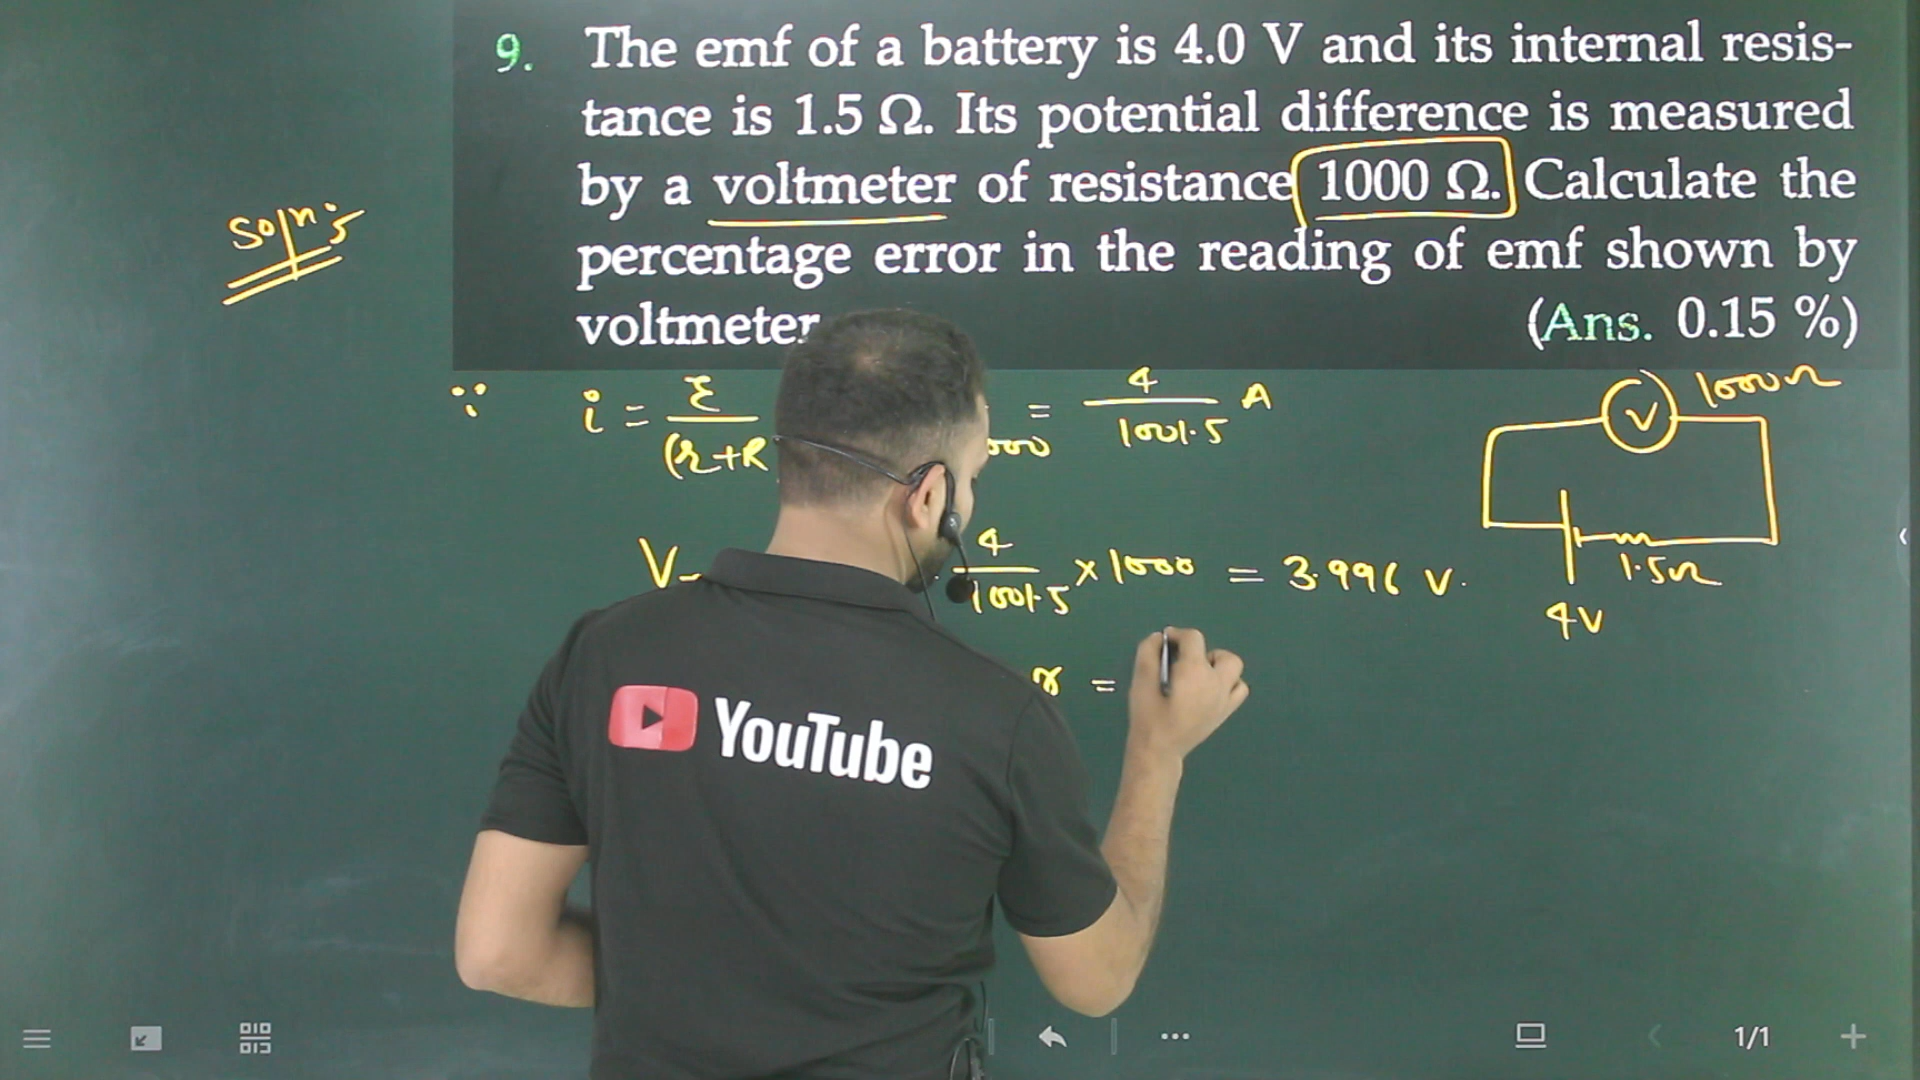 9. The emf of a battery is 4.0 V and its internal resis-
tance is 1.5 Ω. Its potential difference is measured
by a voltmeter of resistance 1000 Ω. Calculate the
percentage error in the reading of emf shown by
voltmeter (Ans. 0.15 %)
Soln:
∵ i = ε/(r+R = 4/1001.5 A
V 4/1001.5 × 1000 = 3.996 V.
=
V 1000Ω
1.5Ω
4V
YouTube
1/1